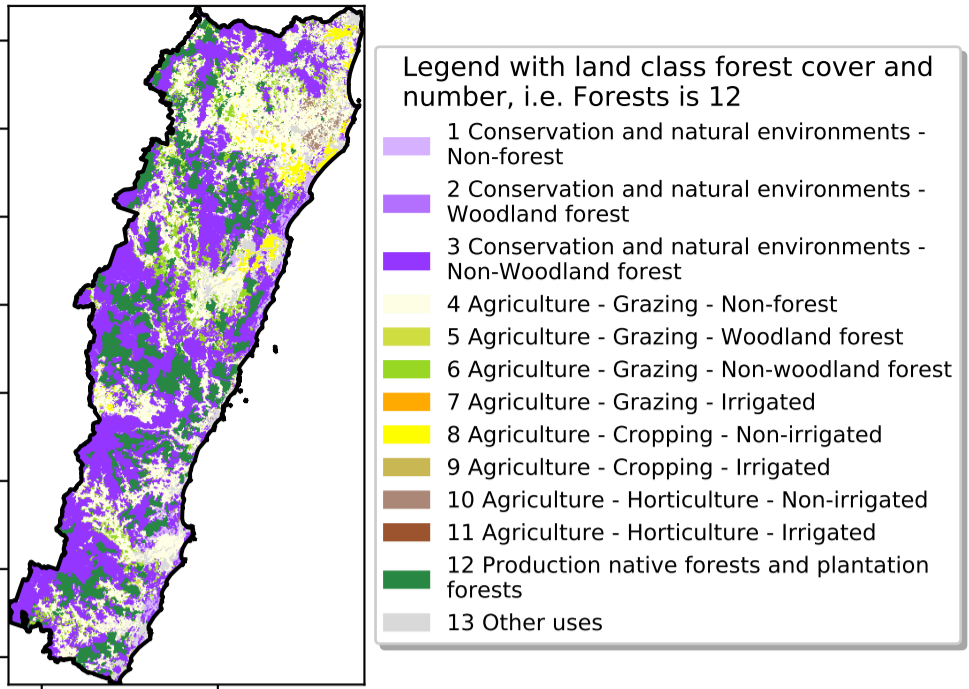 Legend with land class forest cover and
number, i.e. Forests is 12
1 Conservation and natural environments -
Non-forest
2 Conservation and natural environments -
Woodland forest
3 Conservation and natural environments -
Non-Woodland forest
4 Agriculture - Grazing - Non-forest
5 Agriculture - Grazing - Woodland forest
6 Agriculture - Grazing - Non-woodland forest
7 Agriculture - Grazing - Irrigated
8 Agriculture - Cropping - Non-irrigated
9 Agriculture - Cropping - Irrigated
10 Agriculture - Horticulture - Non-irrigated
11 Agriculture - Horticulture - Irrigated
12 Production native forests and plantation
forests
13 Other uses